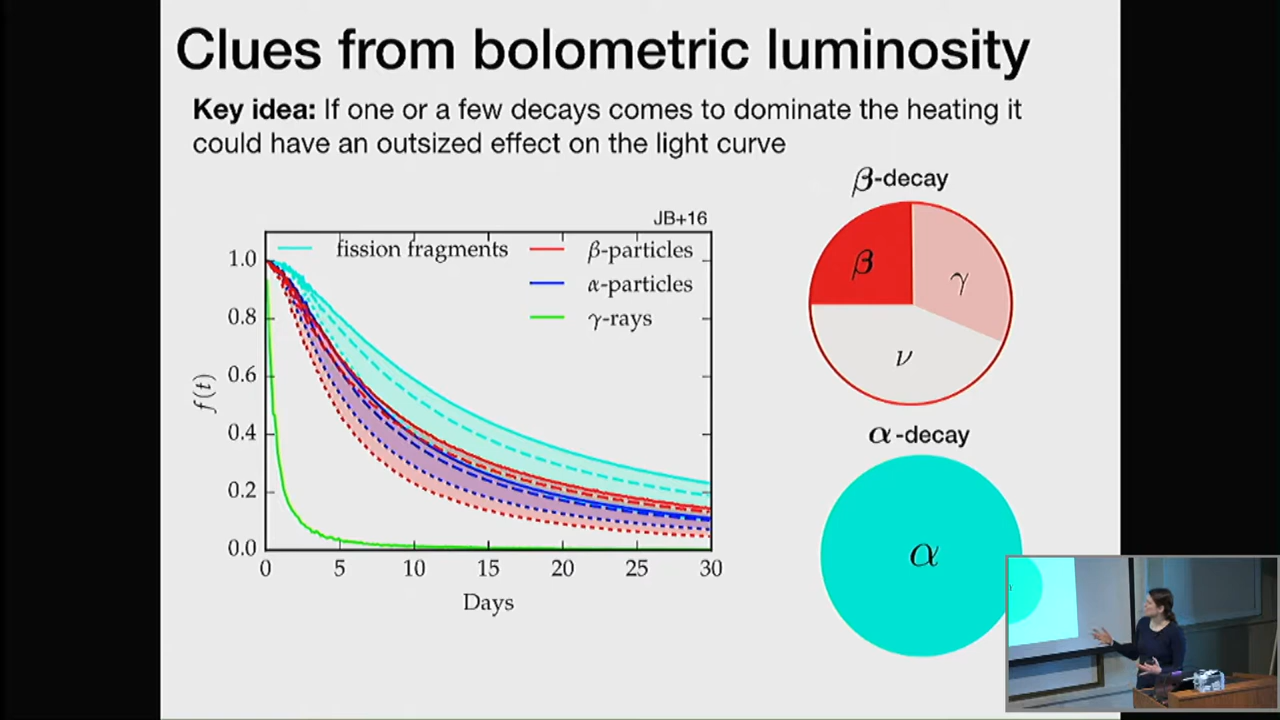 Clues from bolometric luminosity
Key idea: If one or a few decays comes to dominate the heating it
could have an outsized effect on the light curve
JB+16
fission fragments
β-particles
α-particles
γ-rays
1.0
0.8
0.6
0.4
0.2
0.0
f(t)
0 5 10 15 20 25 30
Days
β-decay
β
γ
ν
α-decay
α